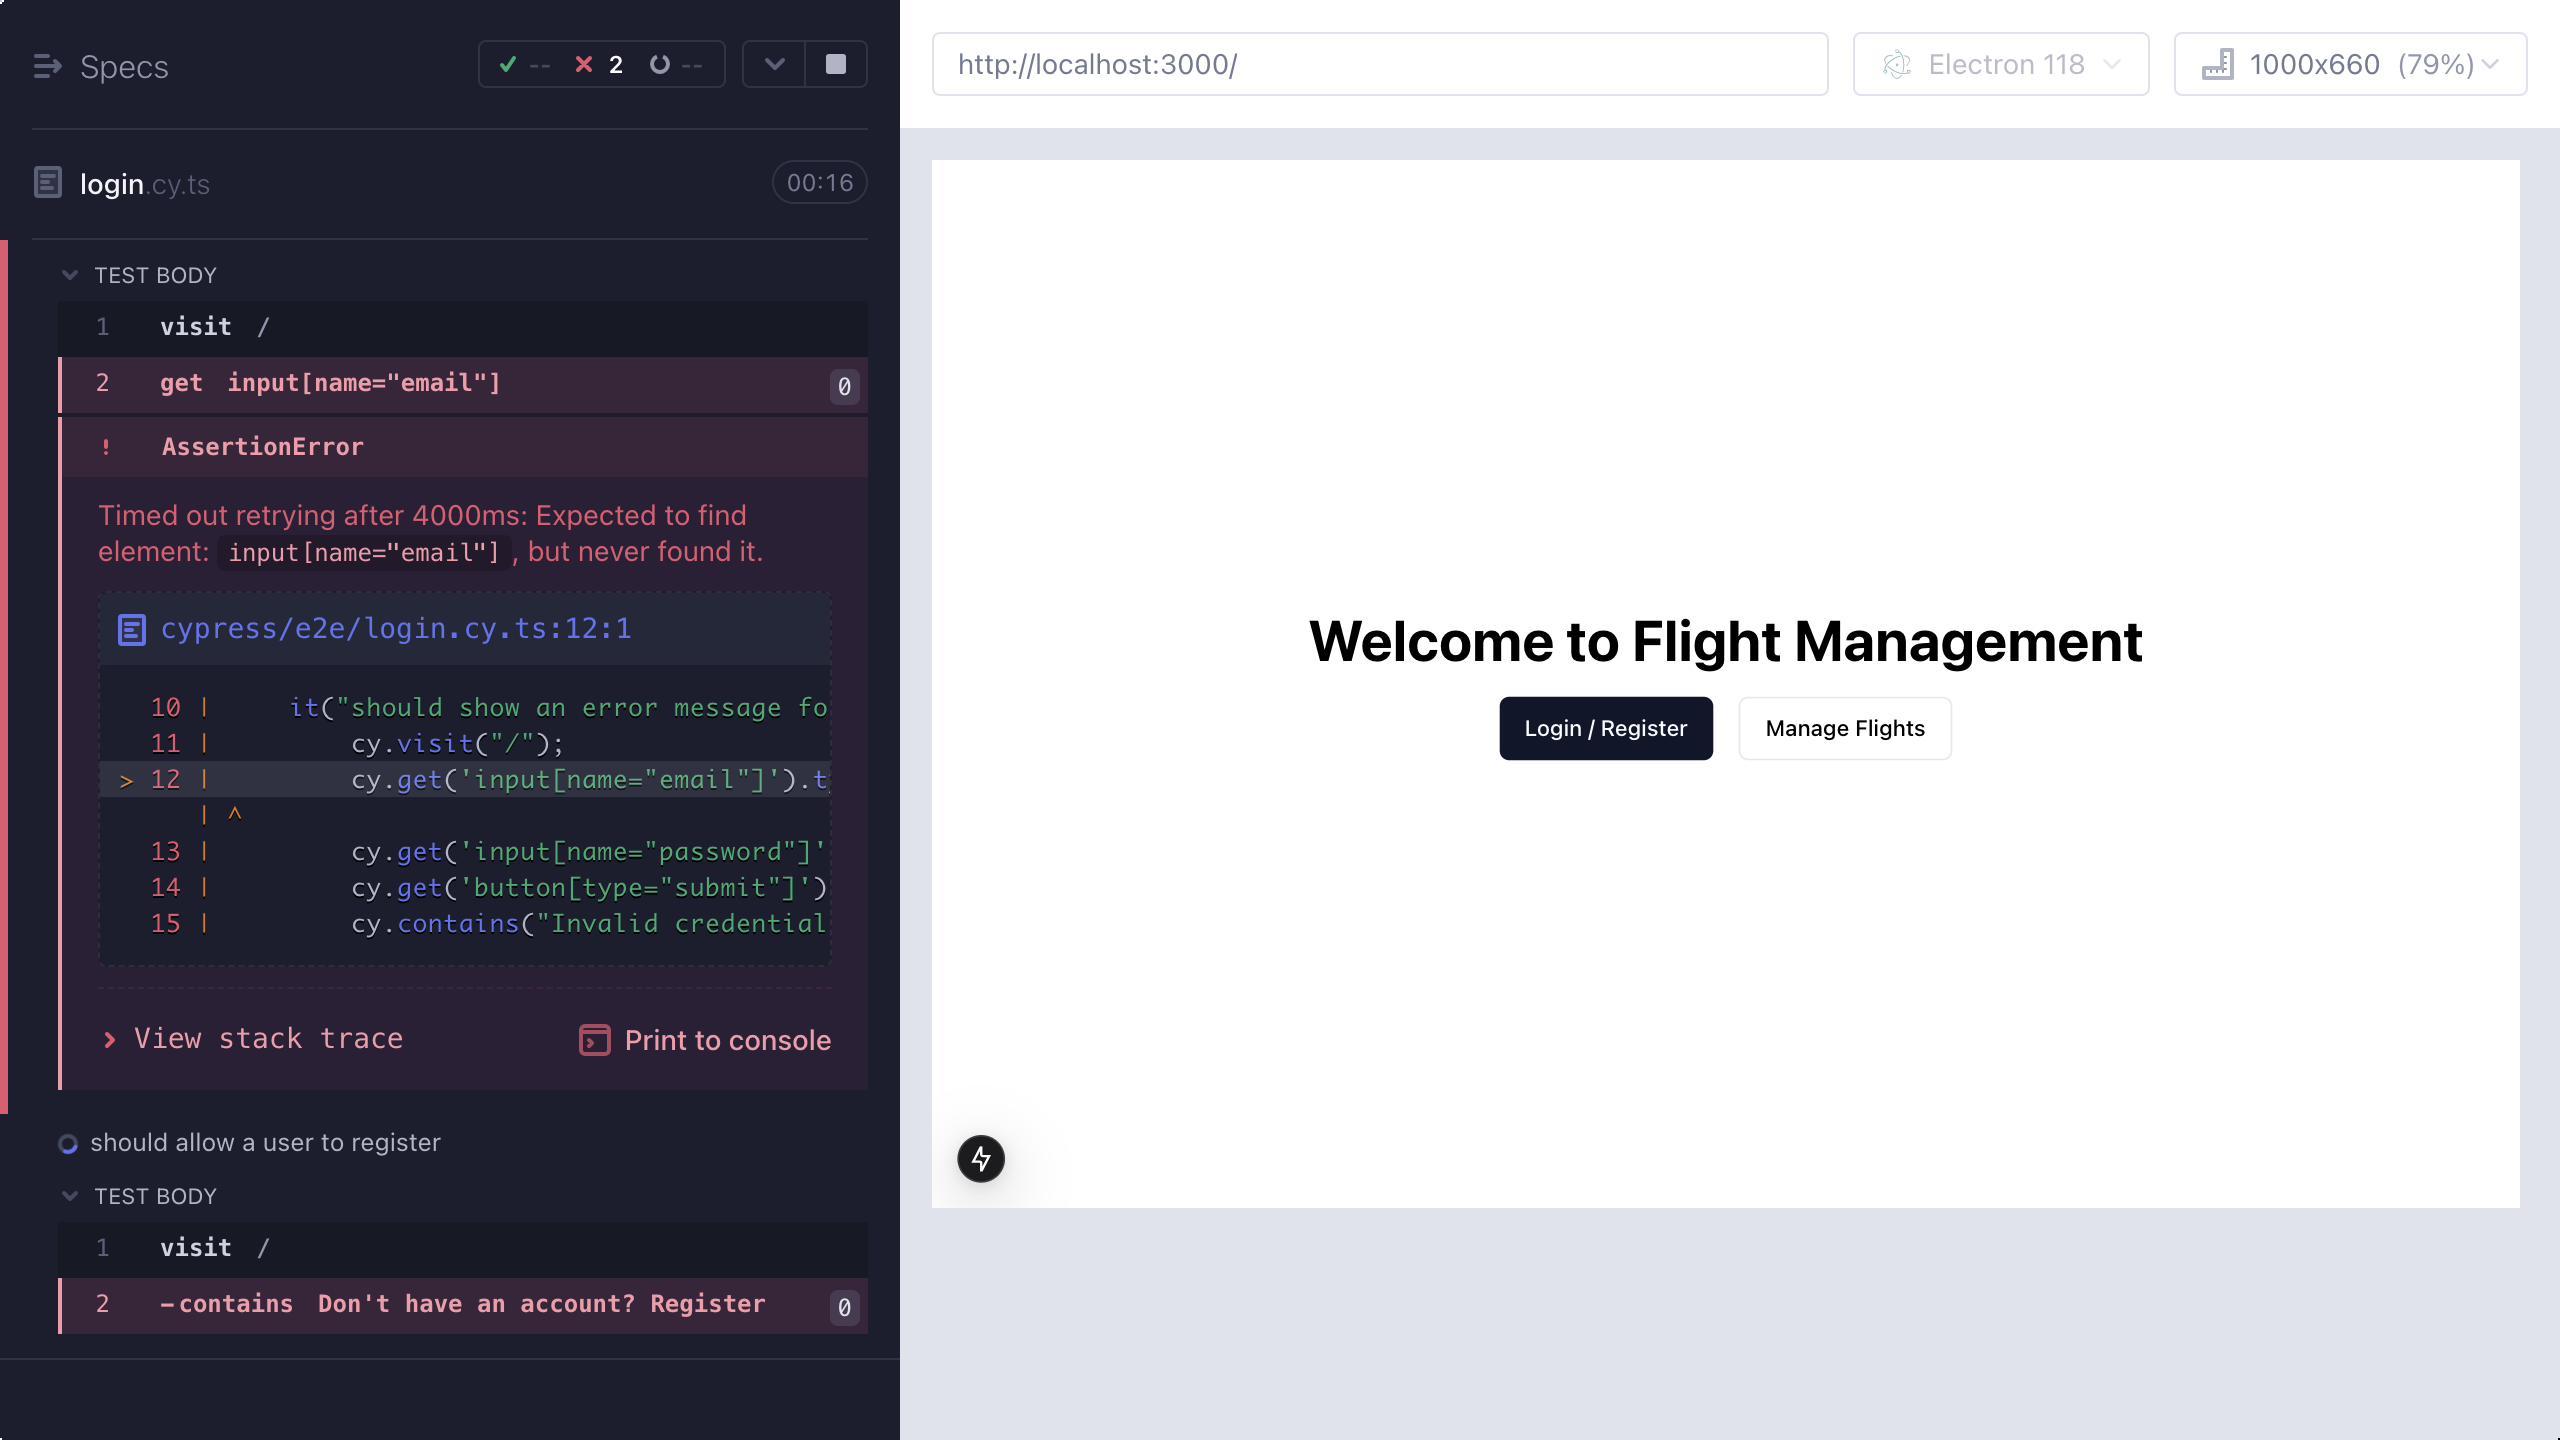 Specs
-- 2 --
login.cy.ts
00:16
TEST BODY
1 visit /
2 get input[name="email"] 0
! AssertionError
Timed out retrying after 4000ms: Expected to find
element: input[name="email"] , but never found it.
cypress/e2e/login.cy.ts:12:1
10 | it("should show an error message fo
11 | cy.visit("/");
> 12 | cy.get('input[name="email"]').t
| ^
13 | cy.get('input[name="password"]'
14 | cy.get('button[type="submit"]')
15 | cy.contains("Invalid credential
View stack trace
Print to console
should allow a user to register
TEST BODY
1 visit /
2 -contains Don't have an account? Register 0
http://localhost:3000/
Electron 118
1000x660 (79%)
Welcome to Flight Management
Login / Register
Manage Flights